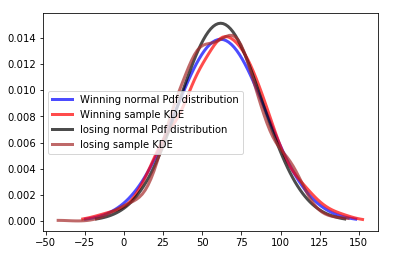 0.014
0.012
0.010
0.008
0.006
0.004
0.002
0.000
Winning normal Pdf distribution
Winning sample KDE
losing normal Pdf distribution
losing sample KDE
−50 −25 0 25 50 75 100 125 150